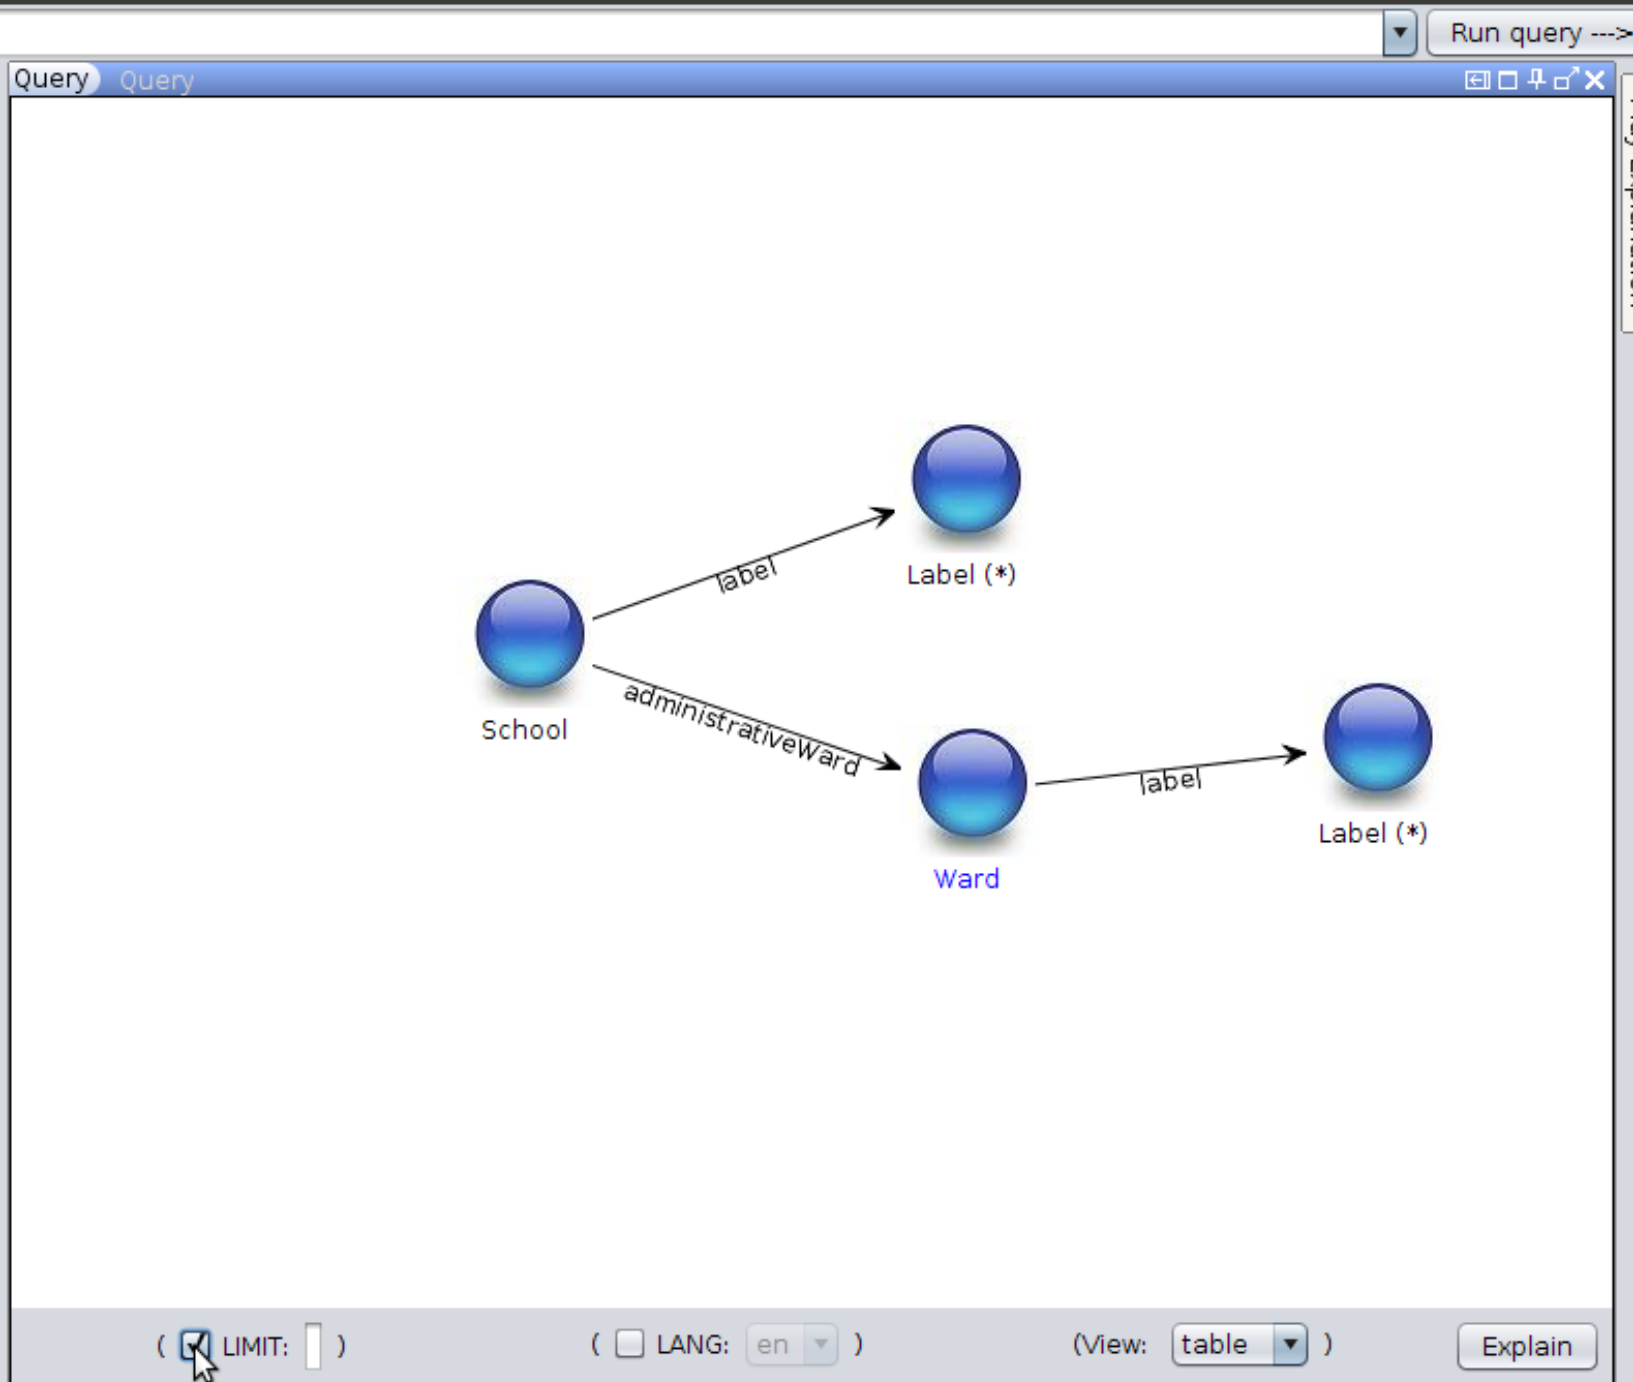 Run query --->
Query Query
label
Label (*)
School
administrativeWard
label
Label (*)
Ward
( LIMIT: ) ( LANG: en ) (View: table ) Explain